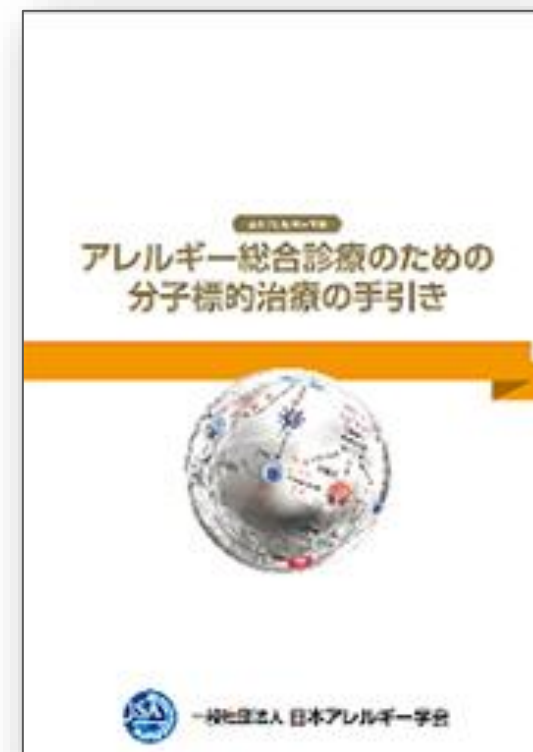 アレルギー総合診療のための
分子標的治療の手引き
一般社団法人 日本アレルギー学会